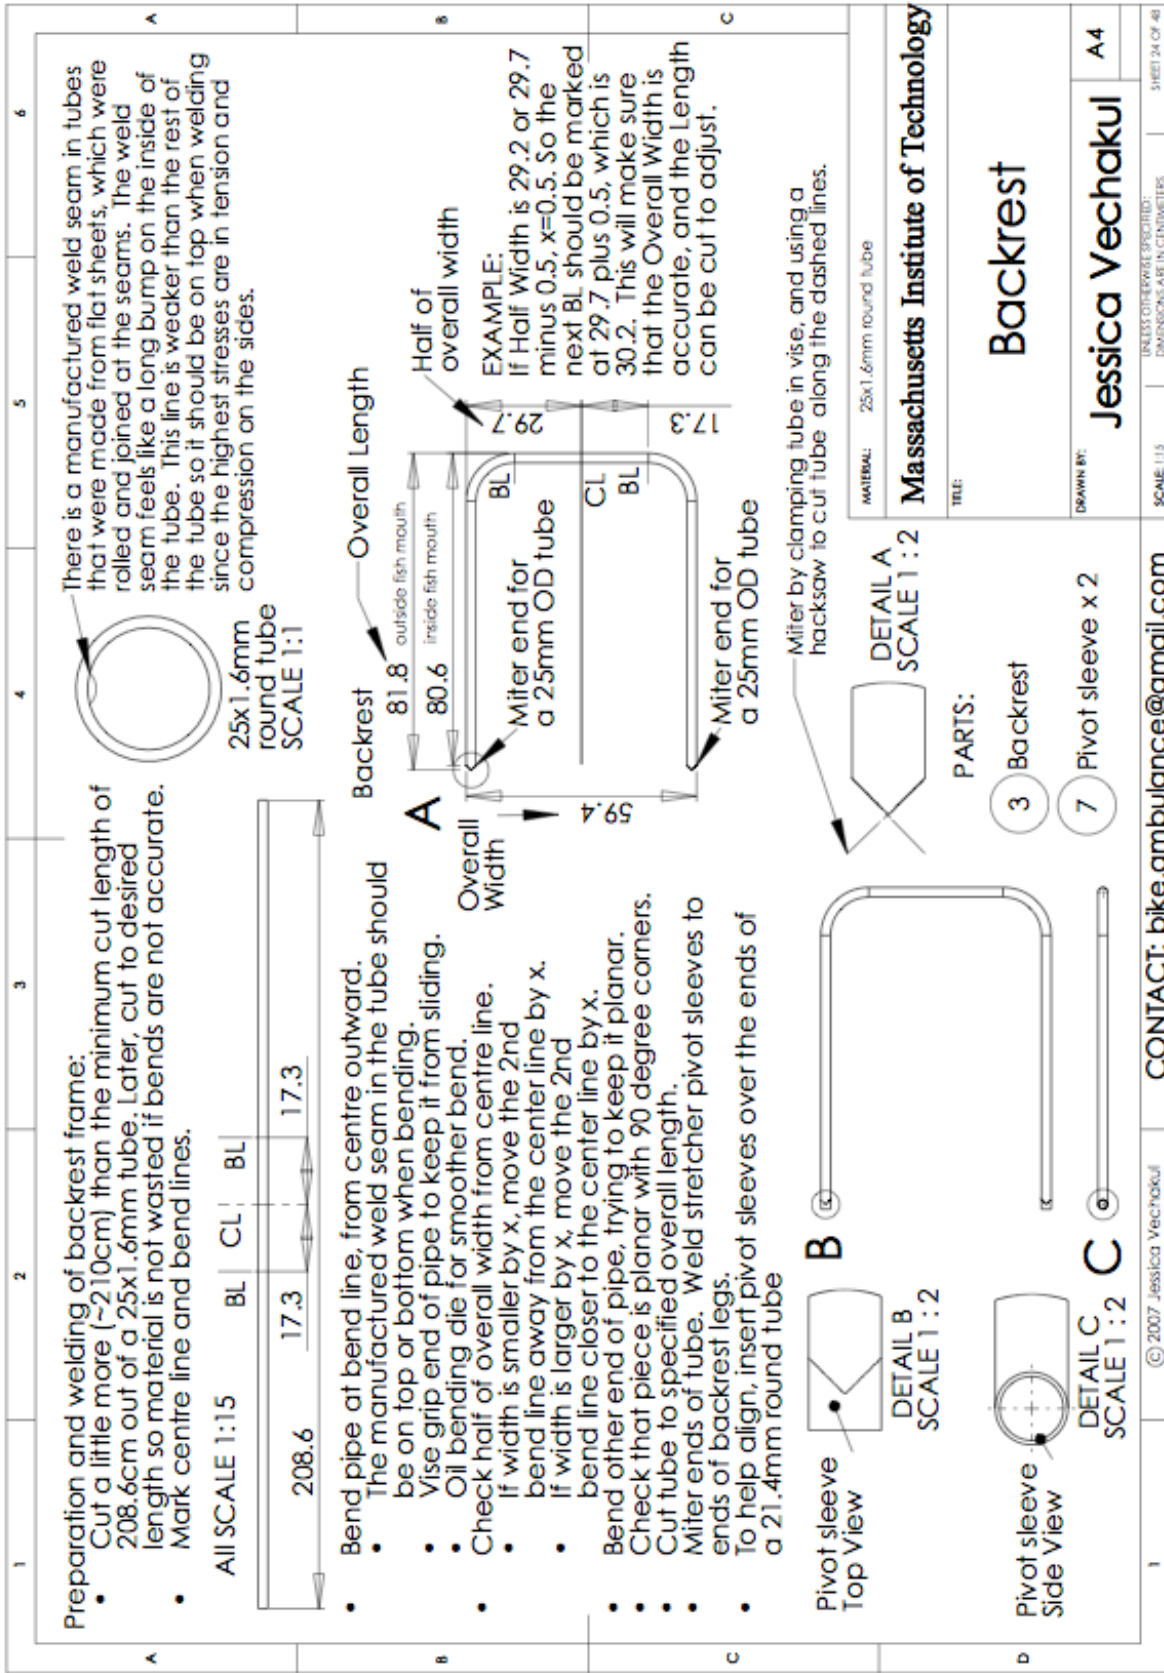 1
2
3
4
5
6
A
B
C
D
A
B
C
Preparation and welding of backrest frame:
• Cut a little more (~210cm) than the minimum cut length of
208.6cm out of a 25x1.6mm tube. Later, cut to desired
length so material is not wasted if bends are not accurate.
• Mark centre line and bend lines.
All SCALE 1:15
BL CL BL
17.3 17.3
208.6
There is a manufactured weld seam in tubes
that were made from flat sheets, which were
rolled and joined at the seams. The weld
seam feels like a long bump on the inside of
the tube. This line is weaker than the rest of
the tube so it should be on top when welding
since the highest stresses are in tension and
compression on the sides.
25x1.6mm
round tube
SCALE 1:1
• Bend pipe at bend line, from centre outward.
• The manufactured weld seam in the tube should
be on top or bottom when bending.
• Vise grip end of pipe to keep it from sliding.
• Oil bending die for smoother bend.
• Check half of overall width from centre line.
• If width is smaller by x, move the 2nd
bend line away from the center line by x.
• If width is larger by x, move the 2nd
bend line closer to the center line by x.
• Bend other end of pipe, trying to keep it planar.
• Check that piece is planar with 90 degree corners.
• Cut tube to specified overall length.
• Miter ends of tube. Weld stretcher pivot sleeves to
ends of backrest legs.
• To help align, insert pivot sleeves over the ends of
a 21.4mm round tube
Backrest
Overall Length
81.8 outside fish mouth
80.6 inside fish mouth
A
Overall
Width
59.4
Miter end for
a 25mm OD tube
BL
CL
BL
Miter end for
a 25mm OD tube
29.7
17.3
Half of
overall width
EXAMPLE:
If Half Width is 29.2 or 29.7
minus 0.5, x=0.5. So the
next BL should be marked
at 29.7 plus 0.5, which is
30.2. This will make sure
that the Overall Width is
accurate, and the Length
can be cut to adjust.
Miter by clamping tube in vise, and using a
hacksaw to cut tube along the dashed lines.
DETAIL A
SCALE 1 : 2
Pivot sleeve
Top View
DETAIL B
SCALE 1 : 2
B
Pivot sleeve
Side View
DETAIL C
SCALE 1 : 2
C
PARTS:
3 Backrest
7 Pivot sleeve x 2
MATERIAL: 25x1.6mm round tube
Massachusetts Institute of Technology
TITLE:
Backrest
DRAWN BY:
Jessica Vechakul
A4
SCALE: 1:15
UNLESS OTHERWISE SPECIFIED:
DIMENSIONS ARE IN CENTIMETERS
SHEET 24 OF 48
1
© 2007 Jessica Vechakul
CONTACT: bike.ambulance@gmail.com